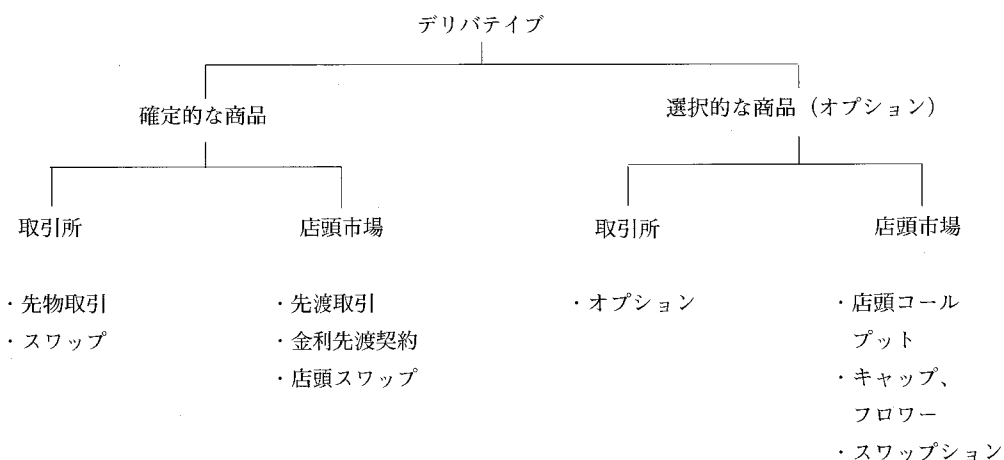 デリバテイブ
確定的な商品
選択的な商品 (オプション)
取引所
店頭市場
取引所
店頭市場
・先物取引
・スワップ
・先渡取引
・金利先渡契約
・店頭スワップ
・オプション
・店頭コール
プット
・キャップ、
フロワー
・スワップション